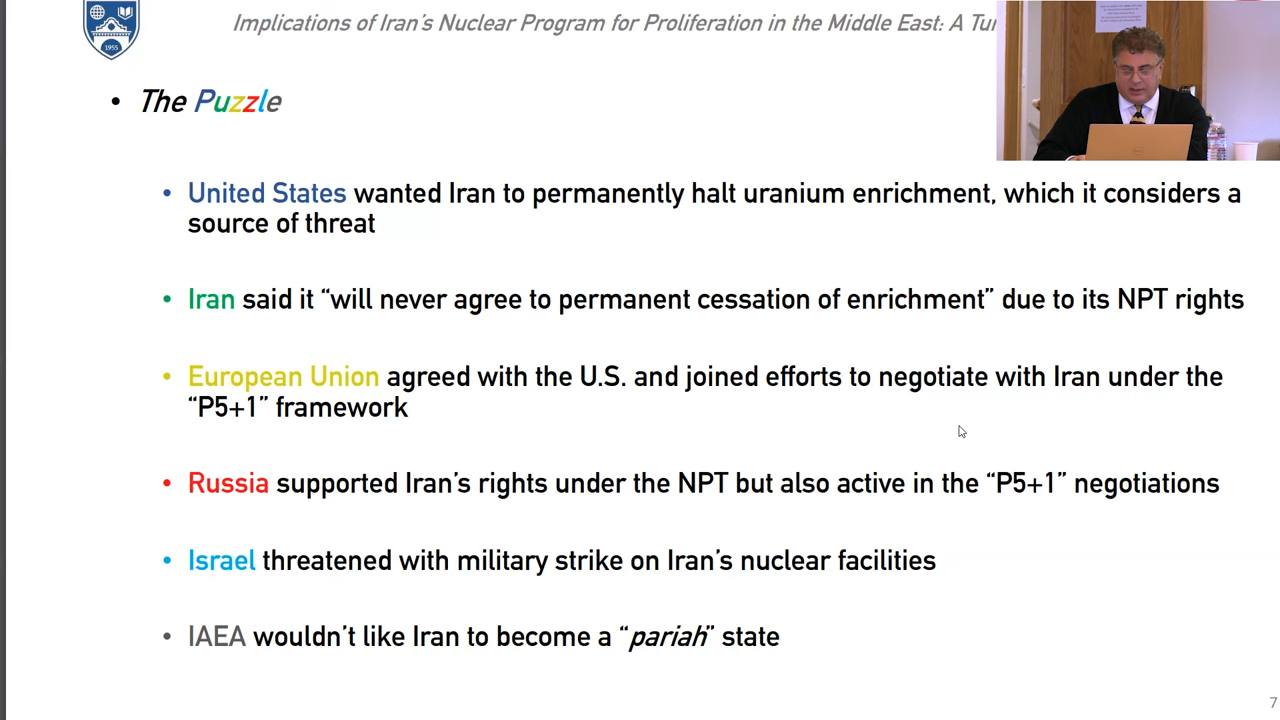 Implications of Iran's Nuclear Program for Proliferation in the Middle East: A Tur
1955
• The Puzzle
• United States wanted Iran to permanently halt uranium enrichment, which it considers a
source of threat
• Iran said it “will never agree to permanent cessation of enrichment” due to its NPT rights
• European Union agreed with the U.S. and joined efforts to negotiate with Iran under the
“P5+1” framework
• Russia supported Iran's rights under the NPT but also active in the “P5+1” negotiations
• Israel threatened with military strike on Iran's nuclear facilities
• IAEA wouldn't like Iran to become a “pariah” state
7